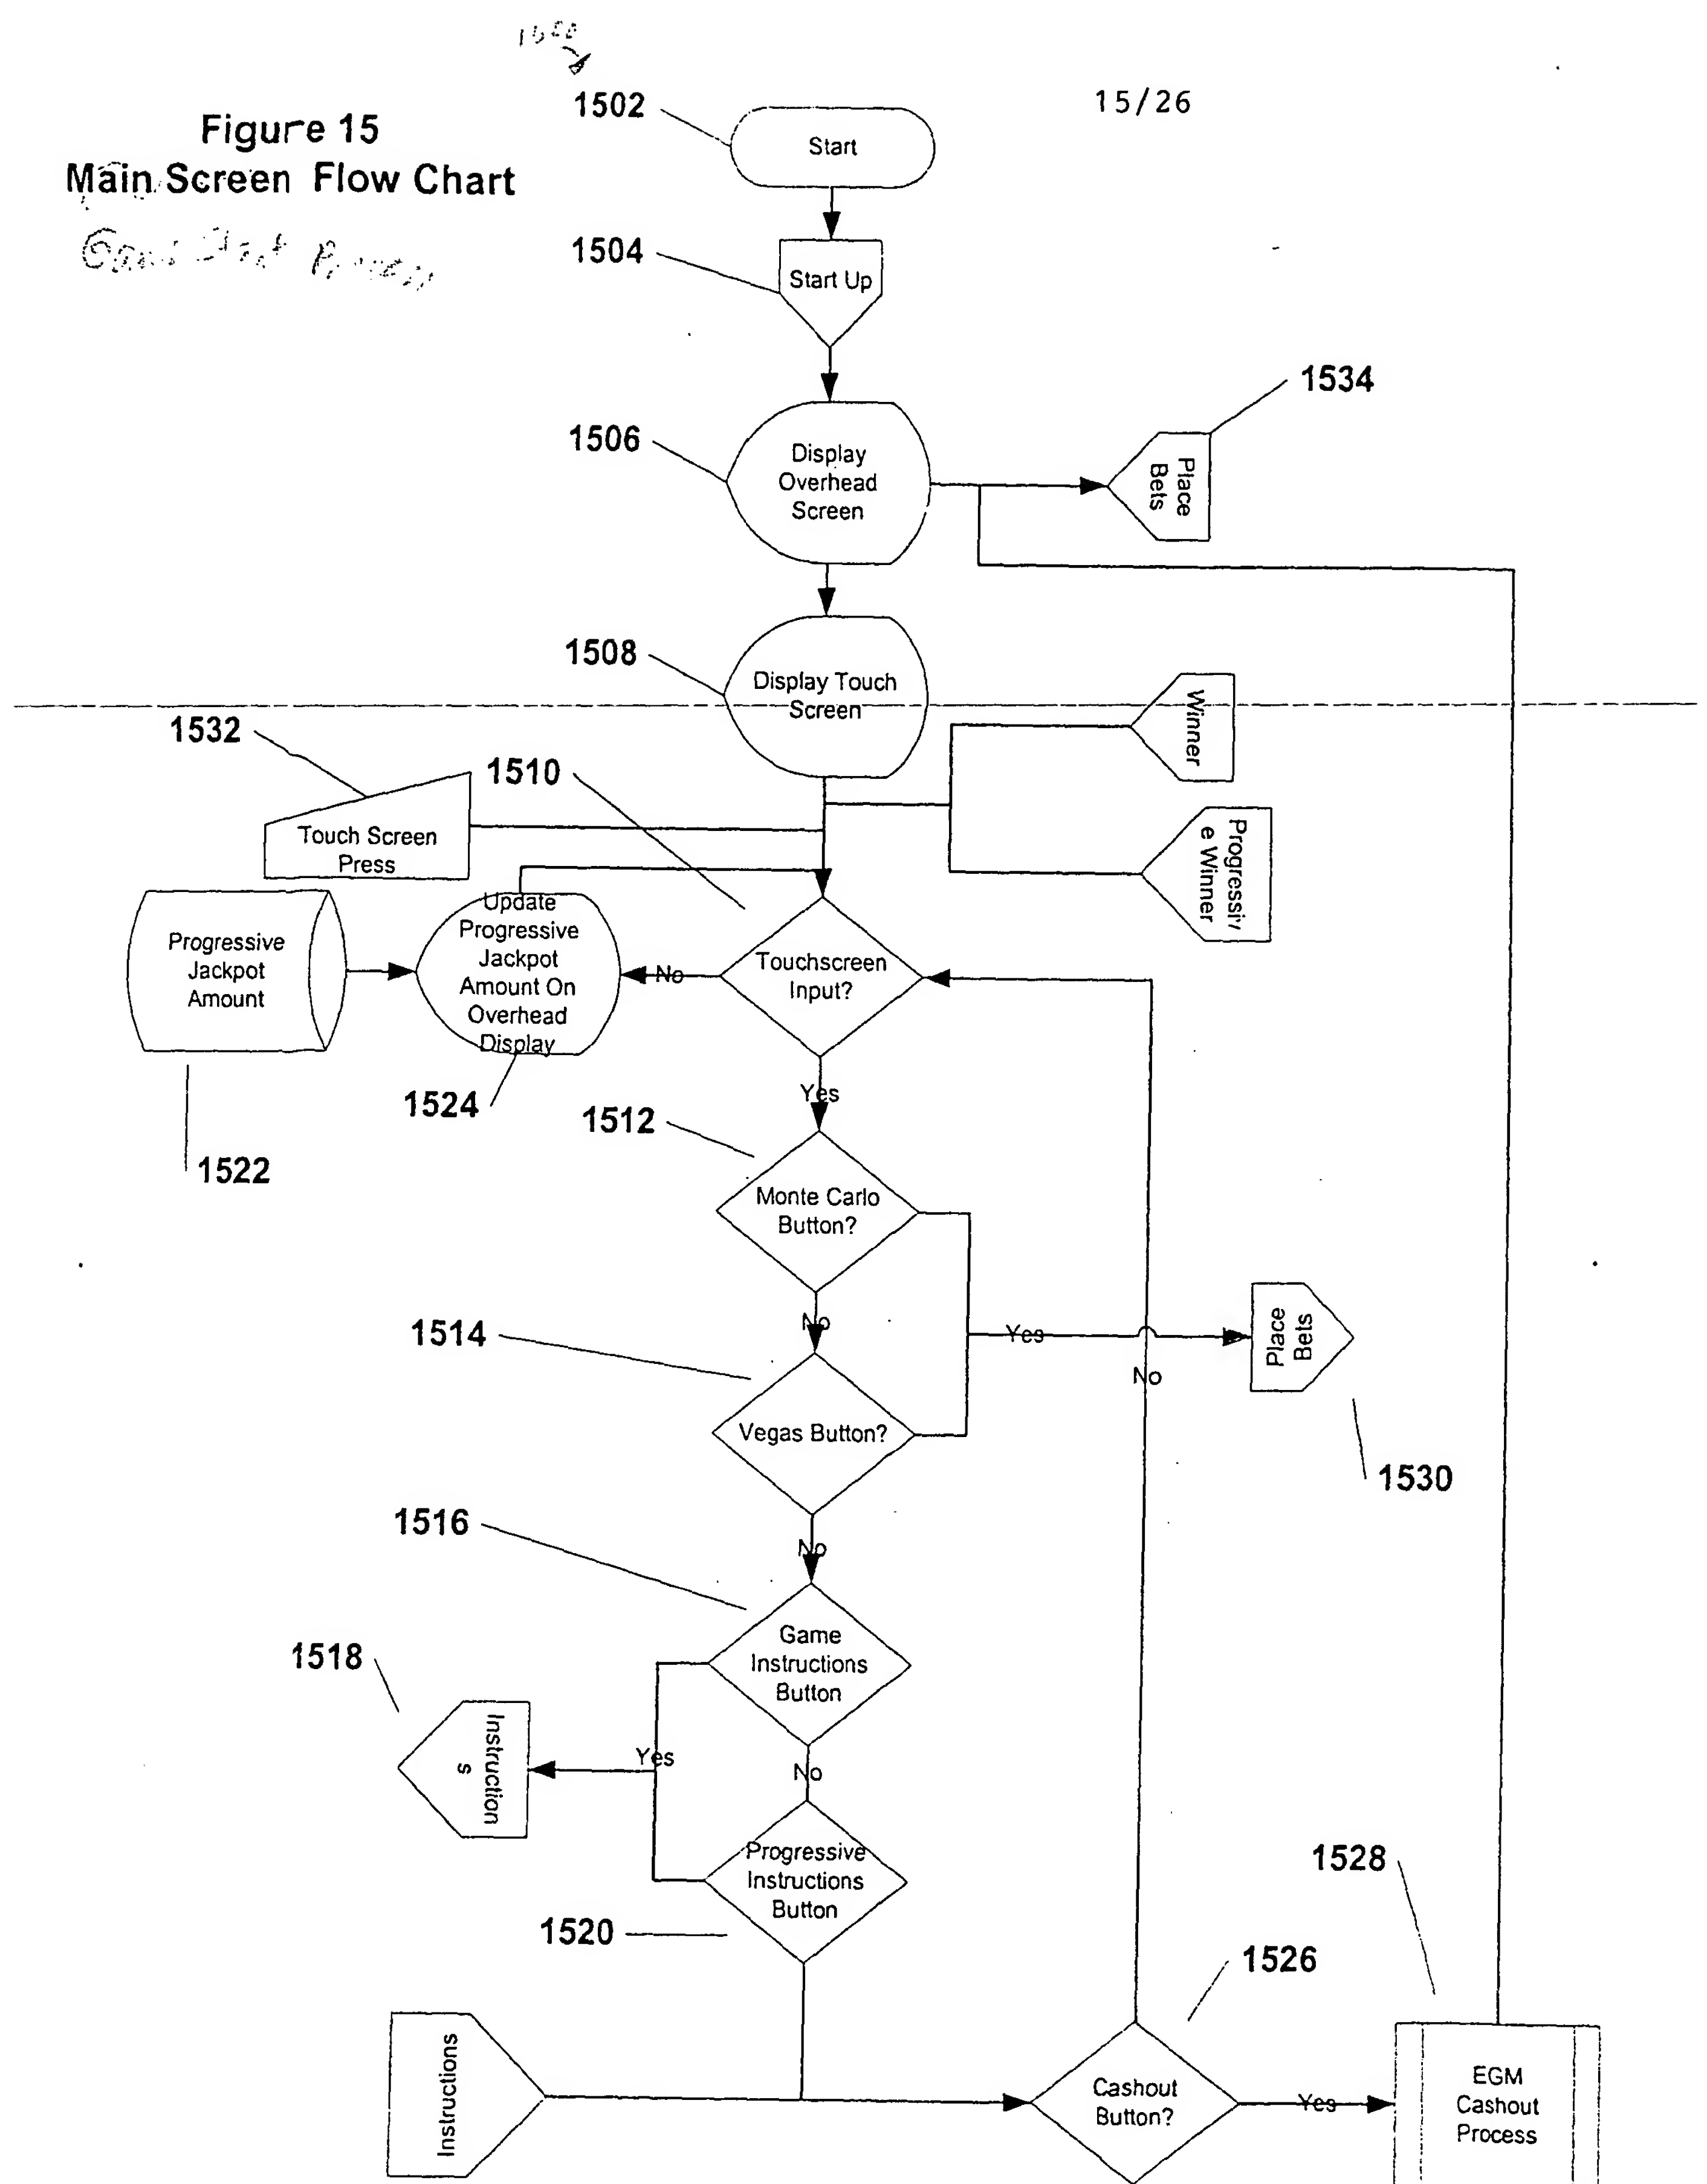 1502
15/26
Figure 15
Main Screen Flow Chart
Start
1504
Start Up
1534
1506
Display
Overhead
Screen
Place
Bets
1508
Display Touch
Screen
Winner
1532
1510
Touch Screen
Press
Progressiv
e Winner
Progressive
Jackpot
Amount
Update
Progressive
Jackpot
Amount On
Overhead
Display
No
Touchscreen
Input?
1524
Yes
1512
1522
Monte Carlo
Button?
No
1514
Yes
Place
Bets
No
Vegas Button?
1530
1516
No
Game
Instructions
Button
1518
Instruction
s
Yes
No
Progressive
Instructions
Button
1528
1520
1526
Instructions
Cashout
Button?
Yes
EGM
Cashout
Process